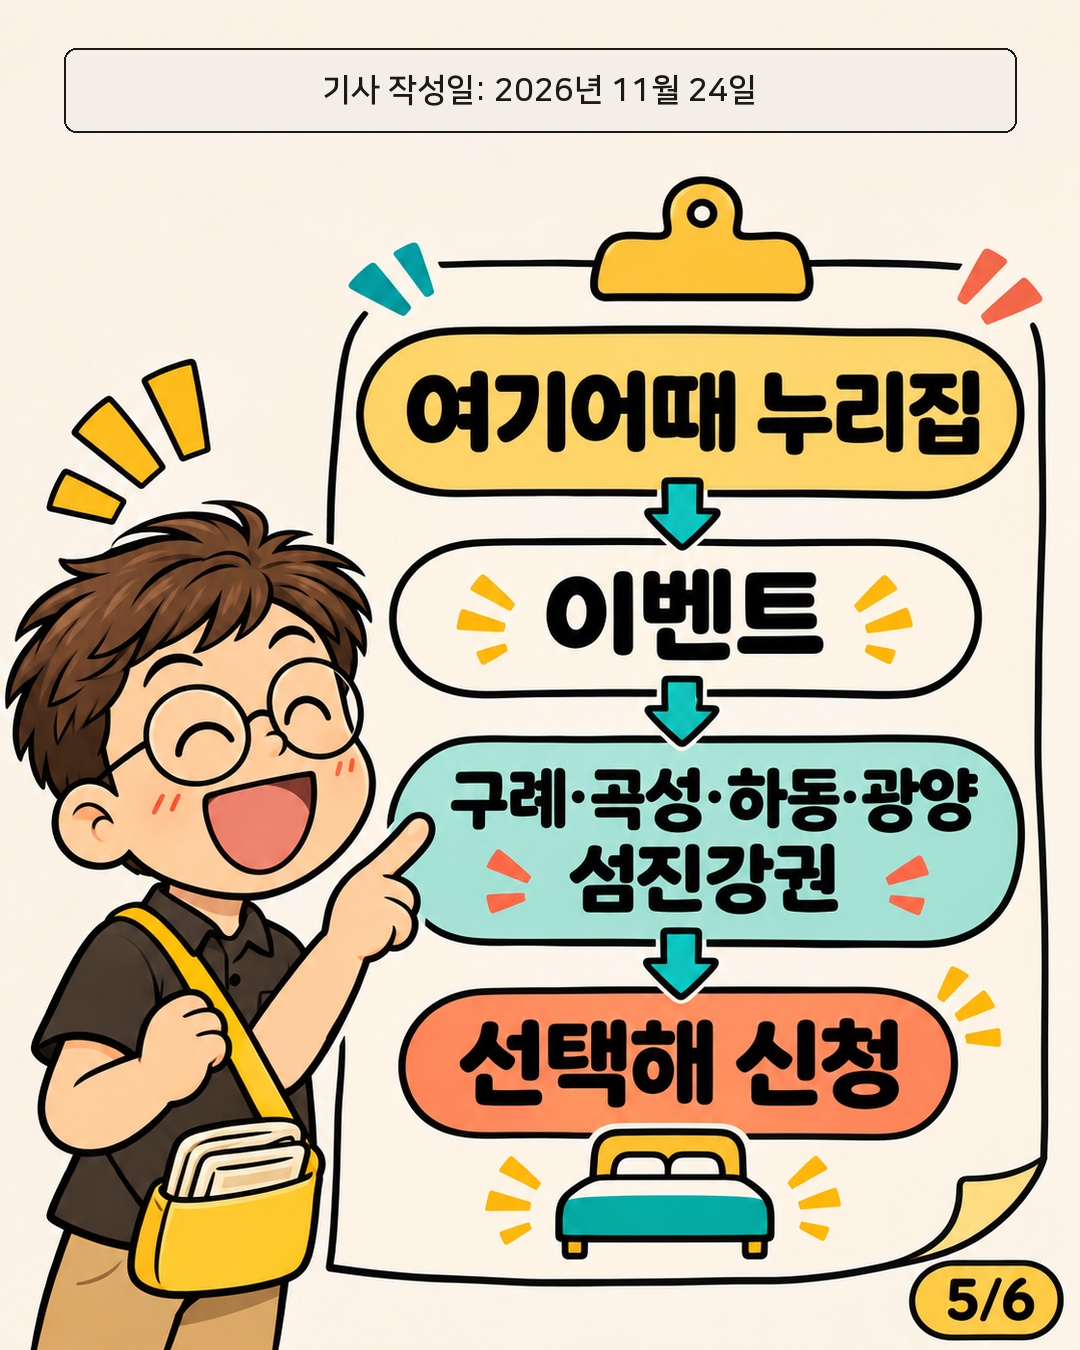 기사 작성일: 2026년 11월 24일
여기어때 누리집
이벤트
구례·곡성·하동·광양
섬진강권
선택해 신청
5/6